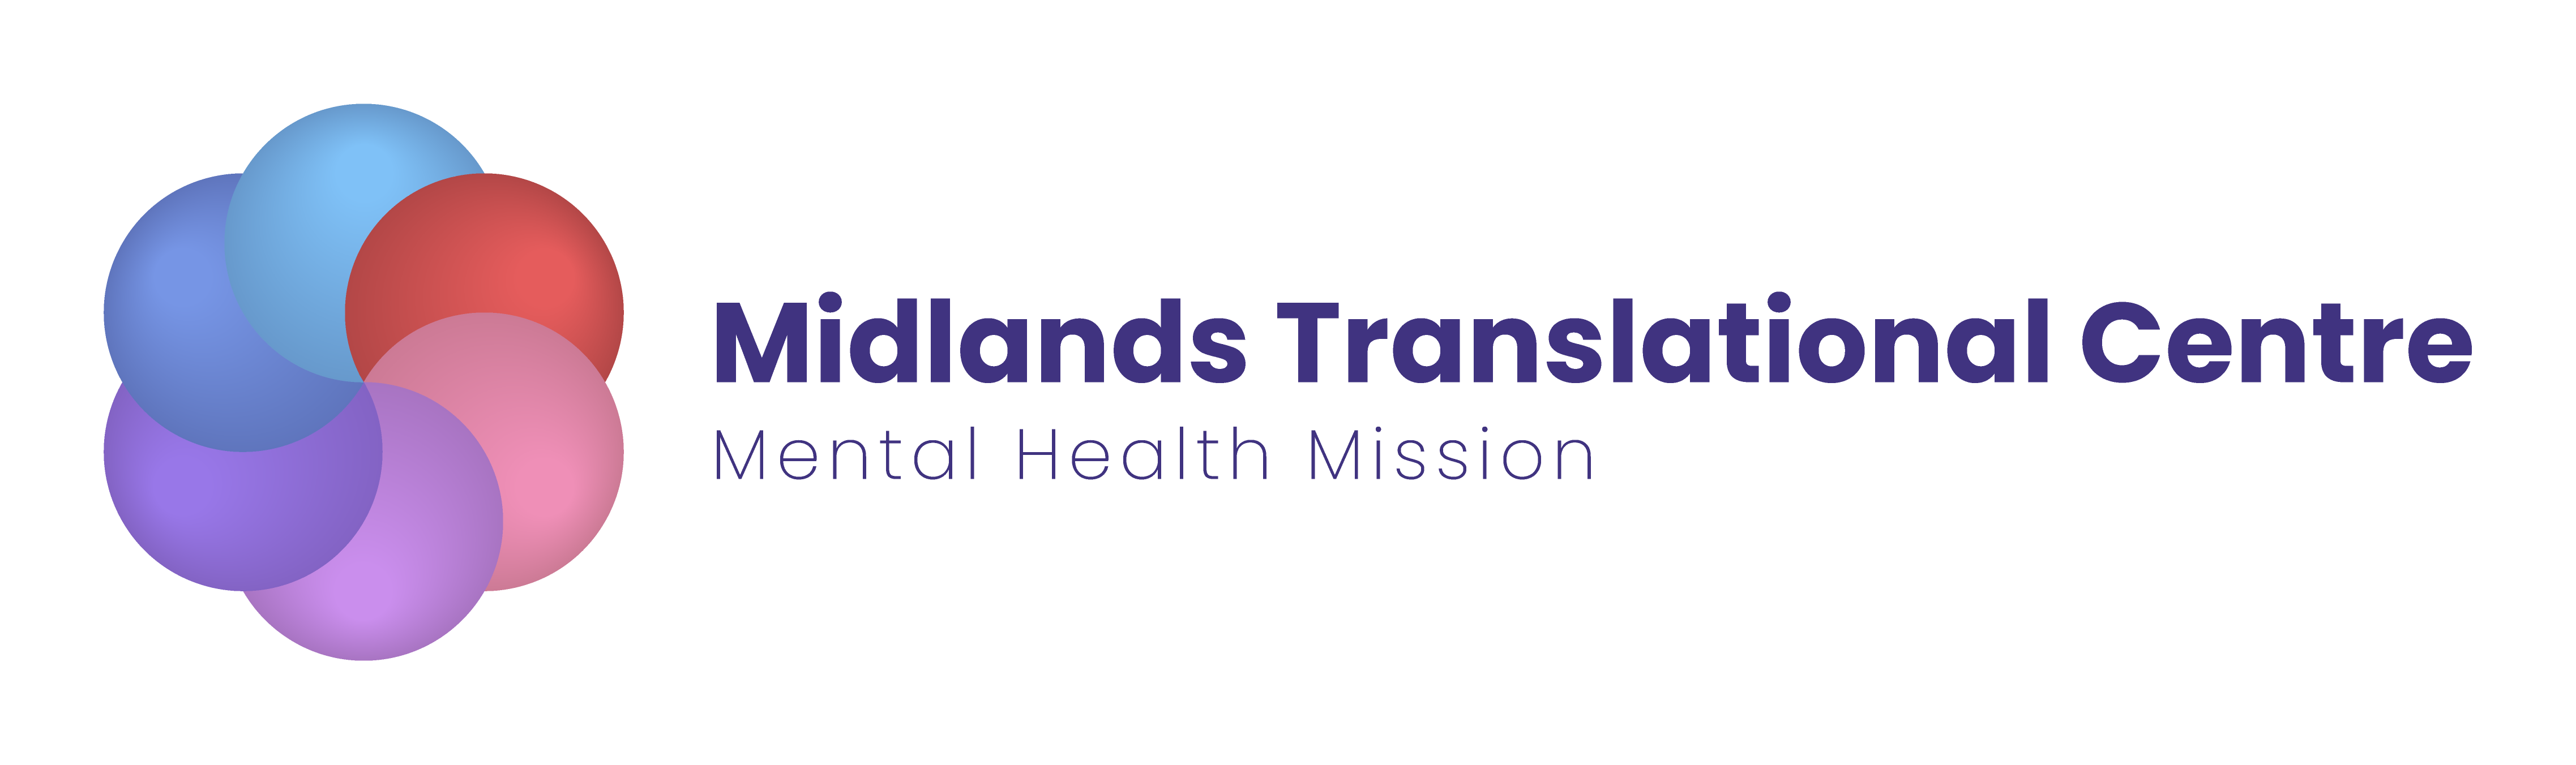 Midlands Translational Centre
Mental Health Mission